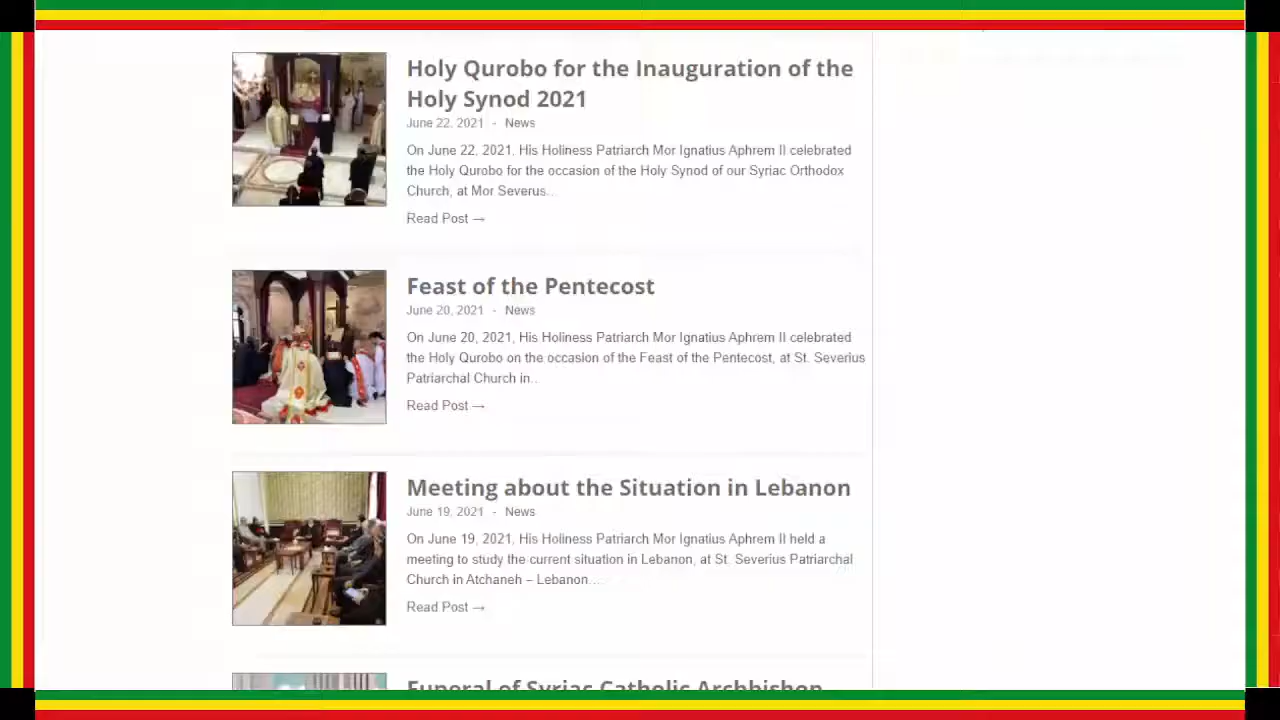 Holy Qurobo for the Inauguration of the
Holy Synod 2021
June 22, 2021 - News
On June 22, 2021, His Holiness Patriarch Mor Ignatius Aphrem II celebrated
the Holy Qurobo for the occasion of the Holy Synod of our Syriac Orthodox
Church, at Mor Severus...
Read Post →
Feast of the Pentecost
June 20, 2021 - News
On June 20, 2021, His Holiness Patriarch Mor Ignatius Aphrem II celebrated
the Holy Qurobo on the occasion of the Feast of the Pentecost, at St. Severius
Patriarchal Church in...
Read Post →
Meeting about the Situation in Lebanon
June 19, 2021 - News
On June 19, 2021, His Holiness Patriarch Mor Ignatius Aphrem II held a
meeting to study the current situation in Lebanon, at St. Severius Patriarchal
Church in Atchaneh – Lebanon....
Read Post →
Funeral of Syriac Catholic Archbishop